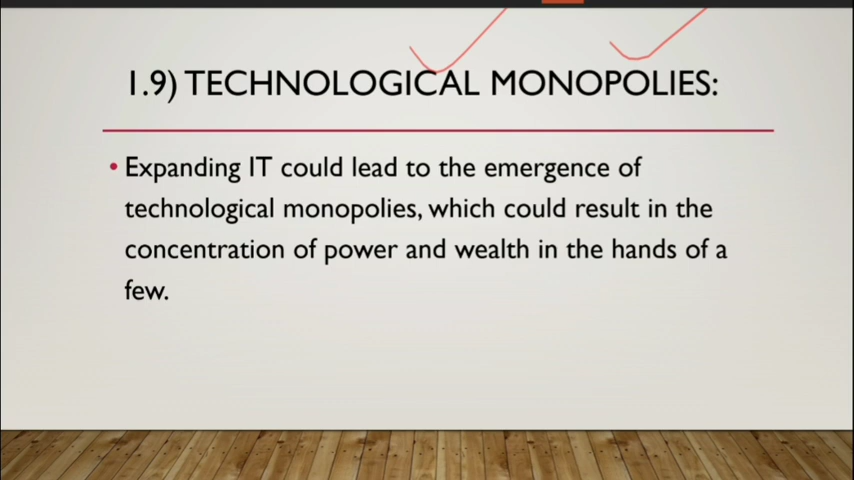 1.9) TECHNOLOGICAL MONOPOLIES:
• Expanding IT could lead to the emergence of
technological monopolies, which could result in the
concentration of power and wealth in the hands of a
few.